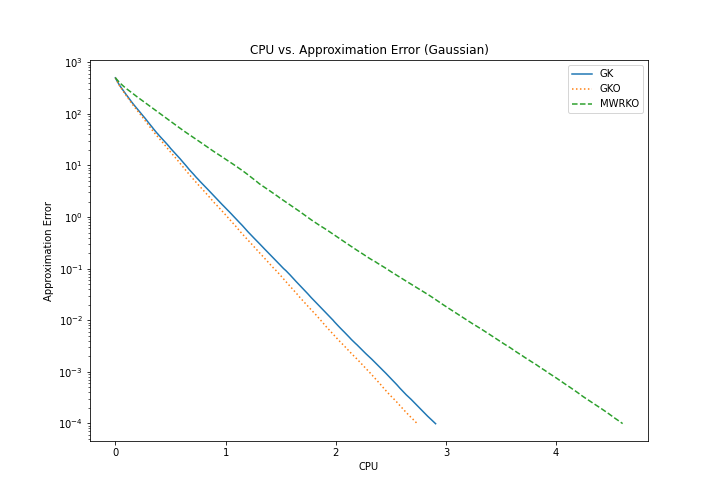 CPU vs. Approximation Error (Gaussian)
GK
GKO
MWRKO
Approximation Error
10³
10²
10¹
10⁰
10⁻¹
10⁻²
10⁻³
10⁻⁴
0 1 2 3 4
CPU